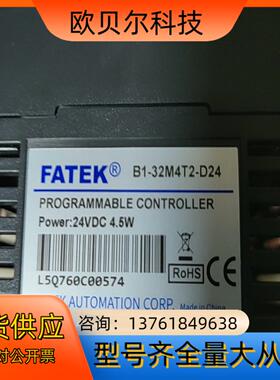 欧贝尔科技
FATEK® B1-32M4T2-D24
PROGRAMMABLE CONTROLLER
Power:24VDC 4.5W
L5Q760C00574
RoHS
AUTOMATION CORP.
咨询：13761849638
型号齐全量大从